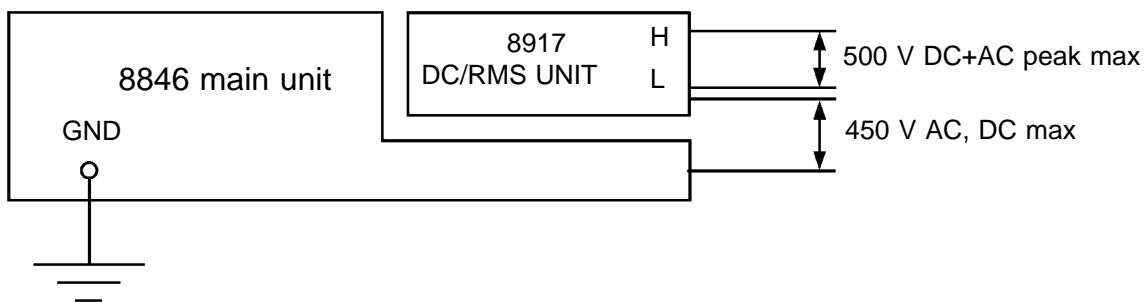 8846 main unit
GND
8917
DC/RMS UNIT
H
L
500 V DC+AC peak max
450 V AC, DC max